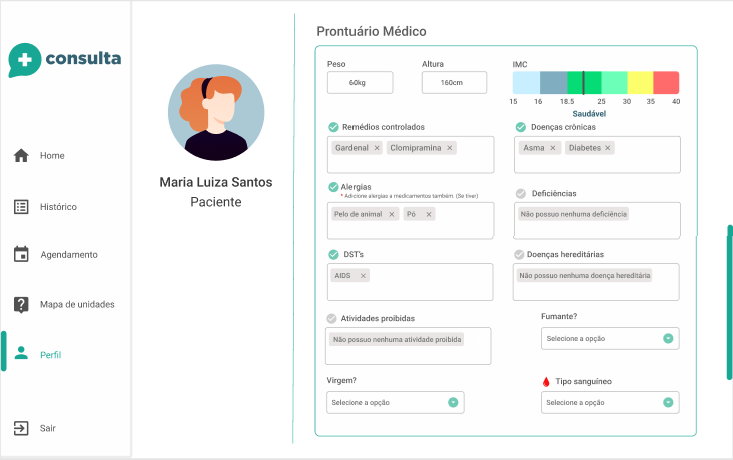 consulta
Home
Histórico
Agendamento
Mapa de unidades
Perfil
Sair
Maria Luiza Santos
Paciente
Prontuário Médico
Peso
60kg
Altura
160cm
IMC
15 16 18.5 25 30 35 40
Saudável
Remédios controlados
Gardenal × Clomipramina ×
Doenças crônicas
Asma × Diabetes ×
Alergias
* Adicione alergias a medicamentos também. (Se tiver)
Pelo de animal × Pó ×
Deficiências
Não possuo nenhuma deficiência
DST's
AIDS ×
Doenças hereditárias
Não possuo nenhuma doença hereditária
Atividades proibidas
Não possuo nenhuma atividade proibida
Fumante?
Selecione a opção
Virgem?
Selecione a opção
Tipo sanguíneo
Selecione a opção